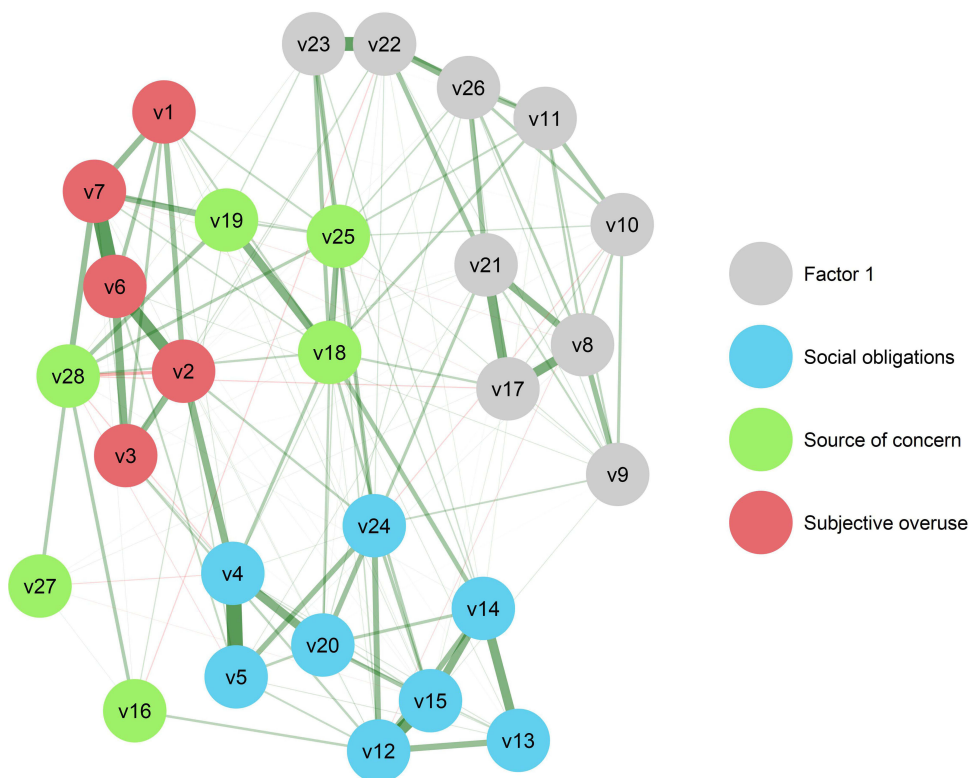 v23
v22
v26
v1
v11
v7
v19
v25
v10
v21
v6
v18
v8
v28
v2
v17
v3
v9
v24
v4
v27
v14
v20
v5
v15
v16
v13
v12
Factor 1
Social obligations
Source of concern
Subjective overuse